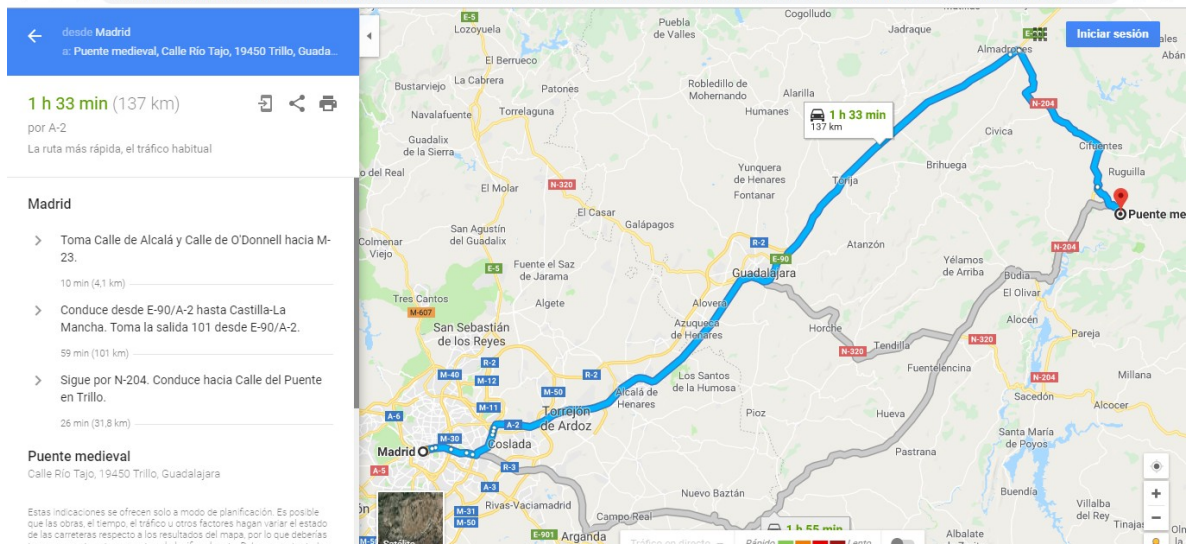 desde Madrid
a: Puente medieval, Calle Río Tajo, 19450 Trillo, Guada...
1 h 33 min (137 km)
por A-2
La ruta más rápida, el tráfico habitual
Madrid
Toma Calle de Alcalá y Calle de O'Donnell hacia M-
23.
10 min (4,1 km)
Conduce desde E-90/A-2 hasta Castilla-La
Mancha. Toma la salida 101 desde E-90/A-2.
59 min (101 km)
Sigue por N-204. Conduce hacia Calle del Puente
en Trillo.
26 min (31,8 km)
Puente medieval
Calle Río Tajo, 19450 Trillo, Guadalajara
Estas indicaciones se ofrecen solo a modo de planificación. Es posible
que las obras, el tiempo, el tráfico u otros factores hagan variar el estado
de las carreteras respecto a los resultados del mapa, por lo que deberías
Iniciar sesión
E-5
Lozoyuela
Puebla
de Valles
Cogolludo
Jadraque
Almadrones
ales
Abán
El Berrueco
Bustarviejo
La Cabrera
Patones
Robledillo de
Mohernando
Alarilla
Navalafuente
Torrelaguna
Humanes
1 h 33 min
137 km
N-204
Guadalix
de la Sierra
Civica
Cifuentes
o del Real
Yunquera
de Henares
Brihuega
Ruguilla
El Molar
N-320
Fontanar
Torija
El Casar
Puente me
Colmenar
Viejo
San Agustín
del Guadalix
Galápagos
R-2
Atanzón
N-204
E-5
Fuente el Saz
de Jarama
E-90
Guadalajara
Yélamos
de Arriba
Budia
El Olivar
Tres Cantos
Algete
Alovera
M-607
San Sebastián
de los Reyes
Azuqueca
de Henares
Horche
Alocén
Pareja
Tendilla
N-320
N-320
R-2
M-40
M-12
R-2
M-50
Los Santos
de la Humosa
Fuentelencina
N-204
Millana
Sacedón
Alcalá de
Henares
Alcocer
A-6
M-11
Torrejón
de Ardoz
Pioz
Hueva
A-2
M-30
Coslada
Santa María
de Poyos
Madrid
Pastrana
A-5
R-3
A-3
Nuevo Baztán
Buendía
Rivas-Vaciamadrid
M-31
M-50
Campo Real
Villalba
del Rey
Tinajas
E-901
Arganda
1 h 55 min
Albalate
Satélite
Tráfico en directo
Rápido
Lento